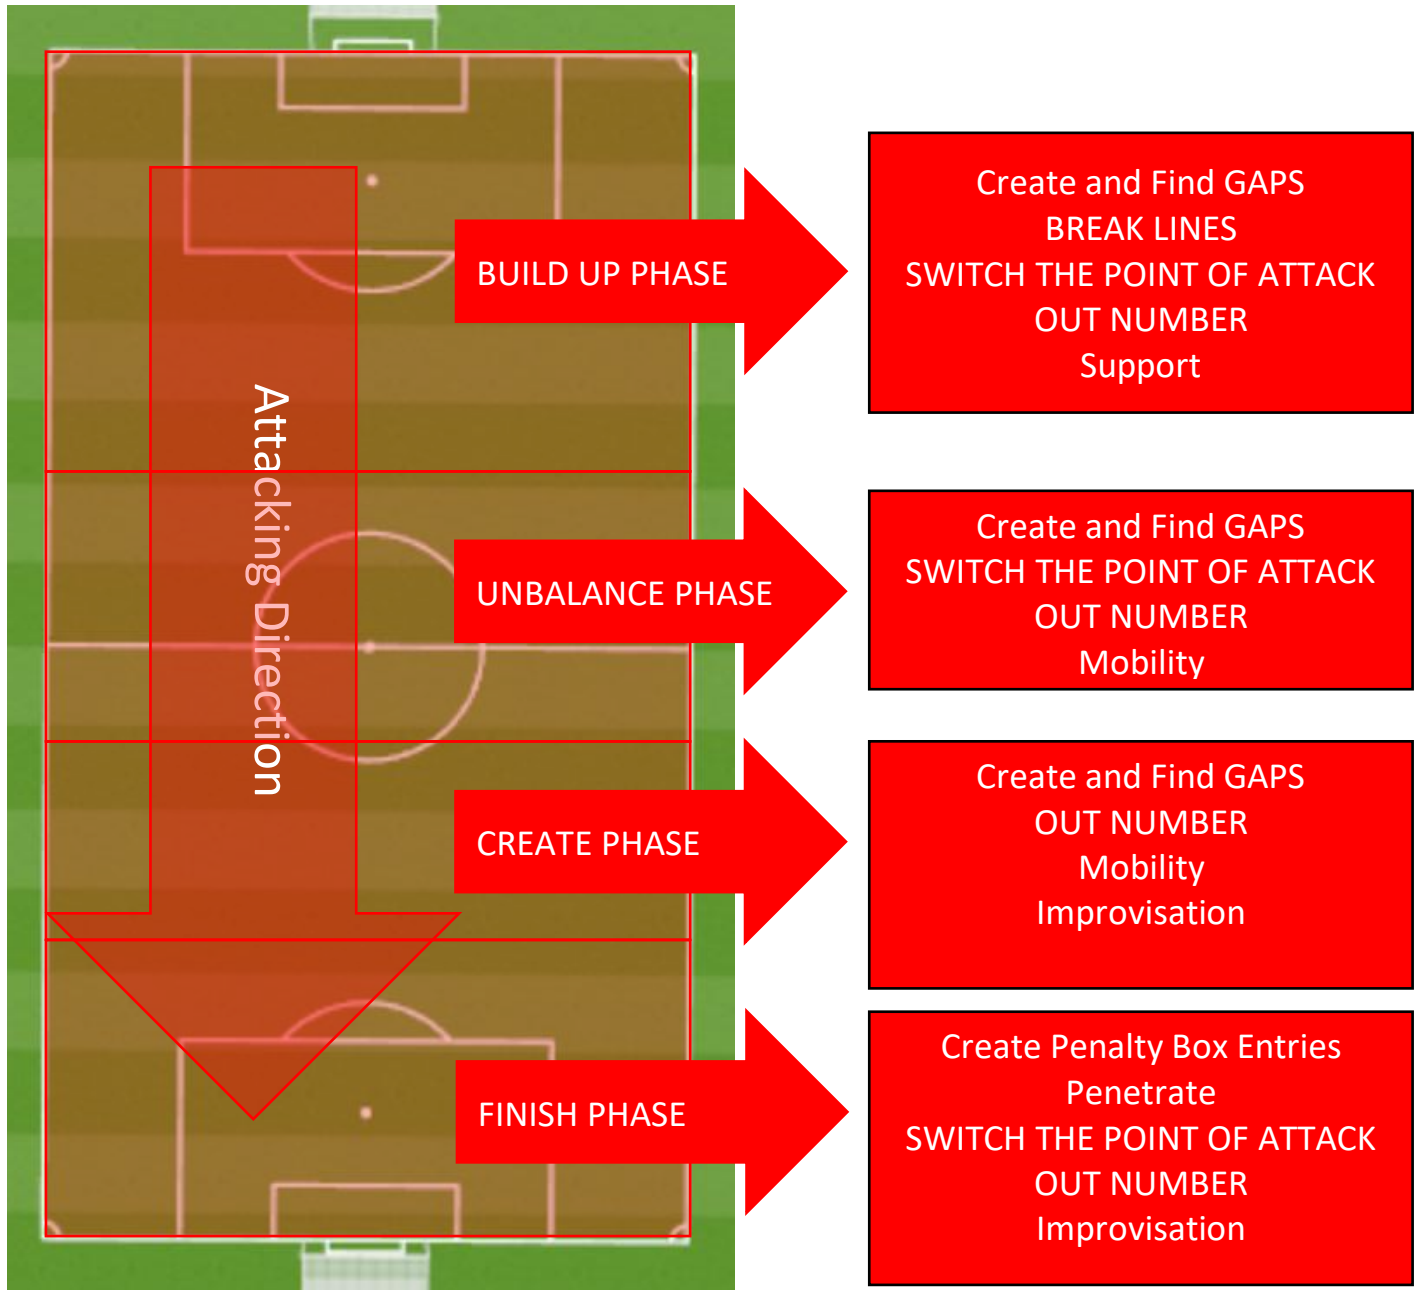 Attacking Direction
BUILD UP PHASE
Create and Find GAPS
BREAK LINES
SWITCH THE POINT OF ATTACK
OUT NUMBER
Support
UNBALANCE PHASE
Create and Find GAPS
SWITCH THE POINT OF ATTACK
OUT NUMBER
Mobility
CREATE PHASE
Create and Find GAPS
OUT NUMBER
Mobility
Improvisation
FINISH PHASE
Create Penalty Box Entries
Penetrate
SWITCH THE POINT OF ATTACK
OUT NUMBER
Improvisation